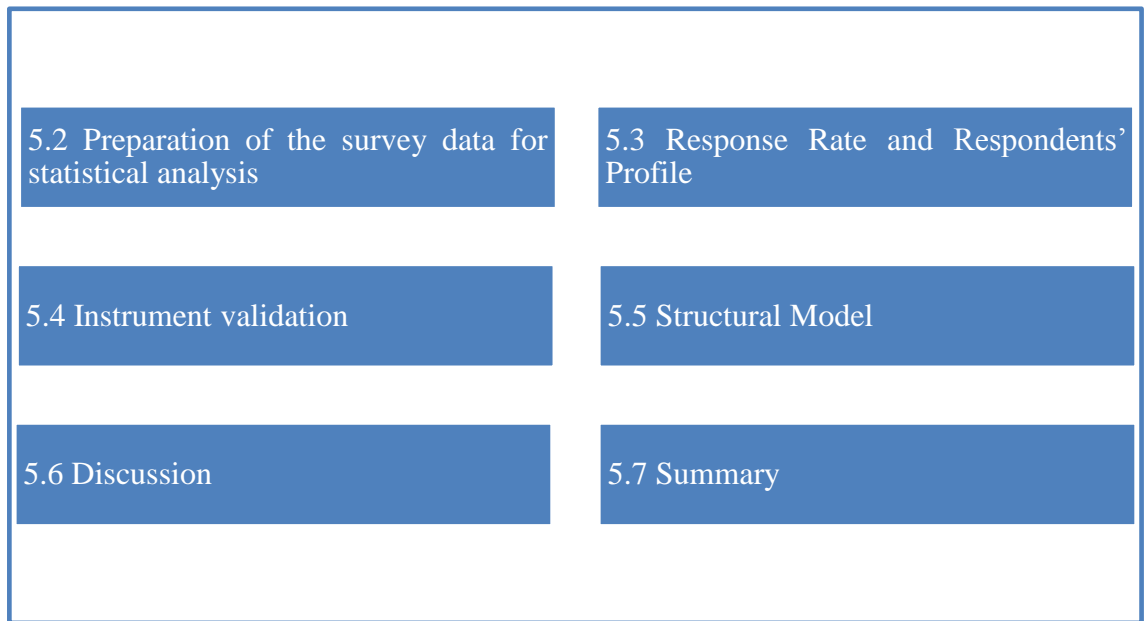 5.2 Preparation of the survey data for
statistical analysis
5.3 Response Rate and Respondents’
Profile
5.4 Instrument validation
5.5 Structural Model
5.6 Discussion
5.7 Summary